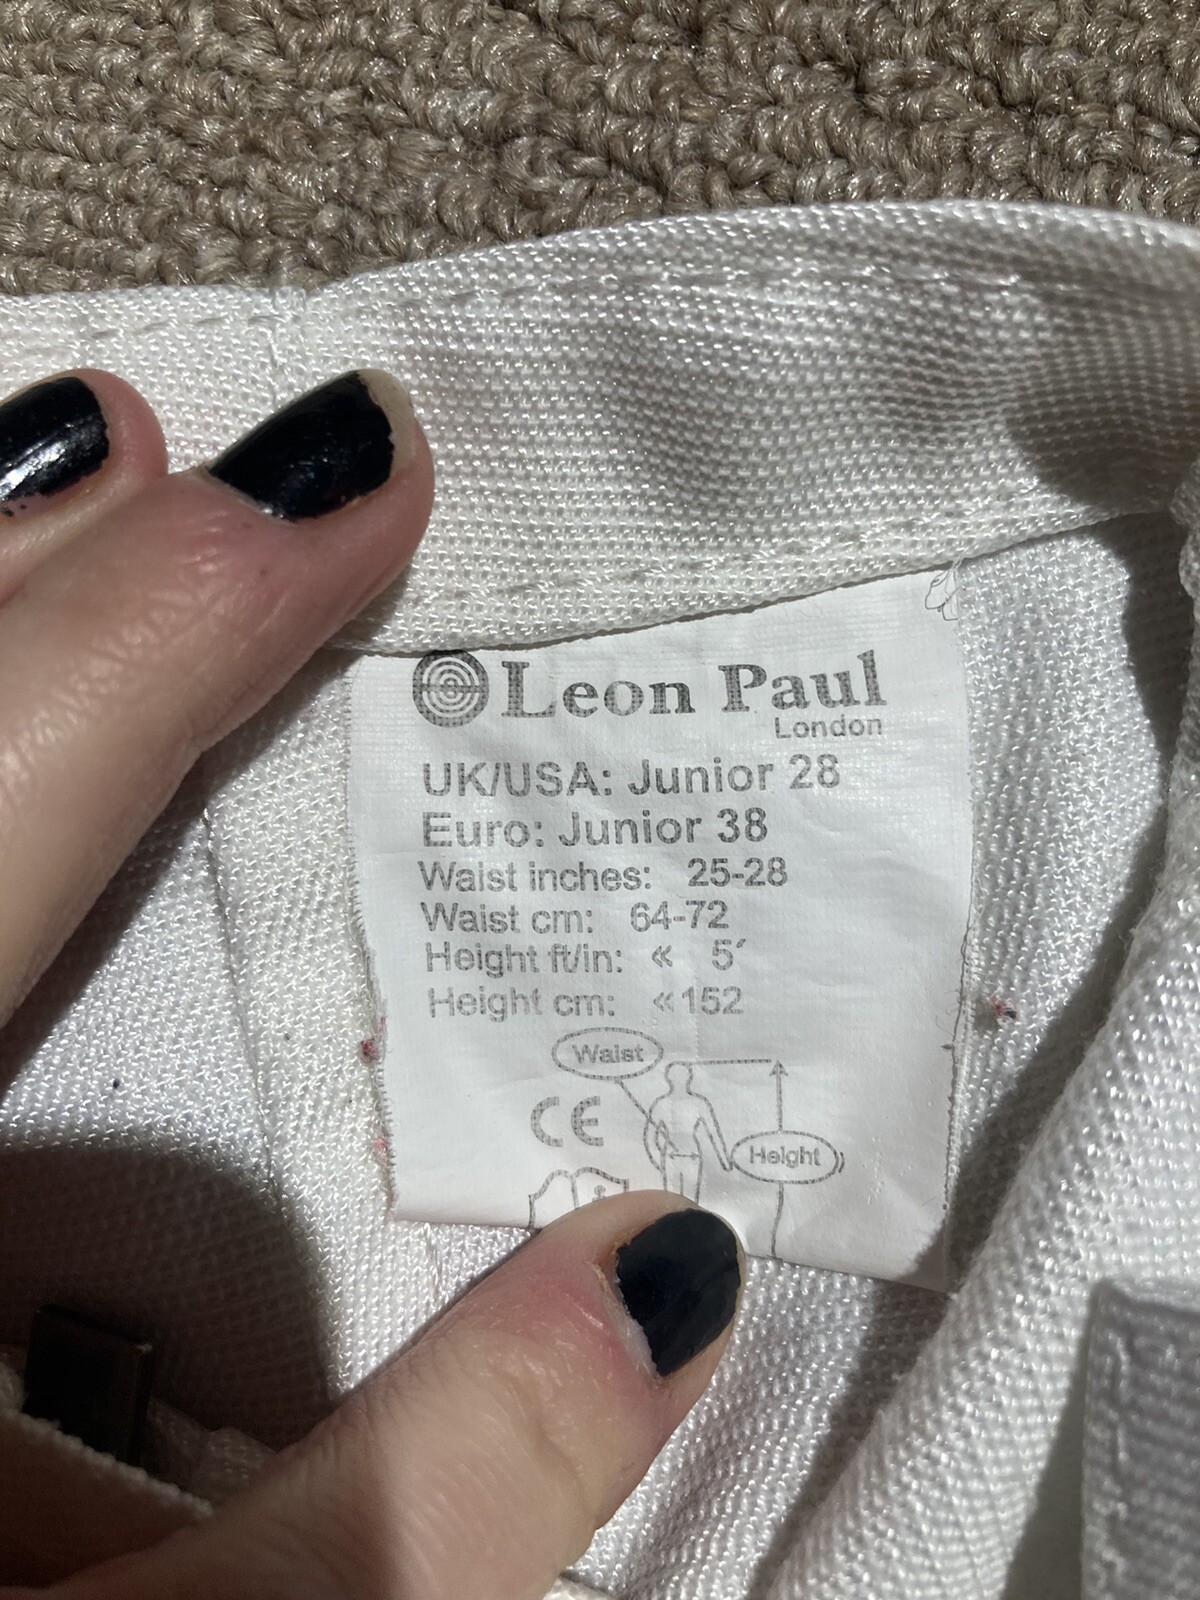 Leon Paul
London
UK/USA: Junior 28
Euro: Junior 38
Waist inches: 25-28
Waist cm: 64-72
Height ft/in: « 5′
Height cm: «152
Waist
CE
Height